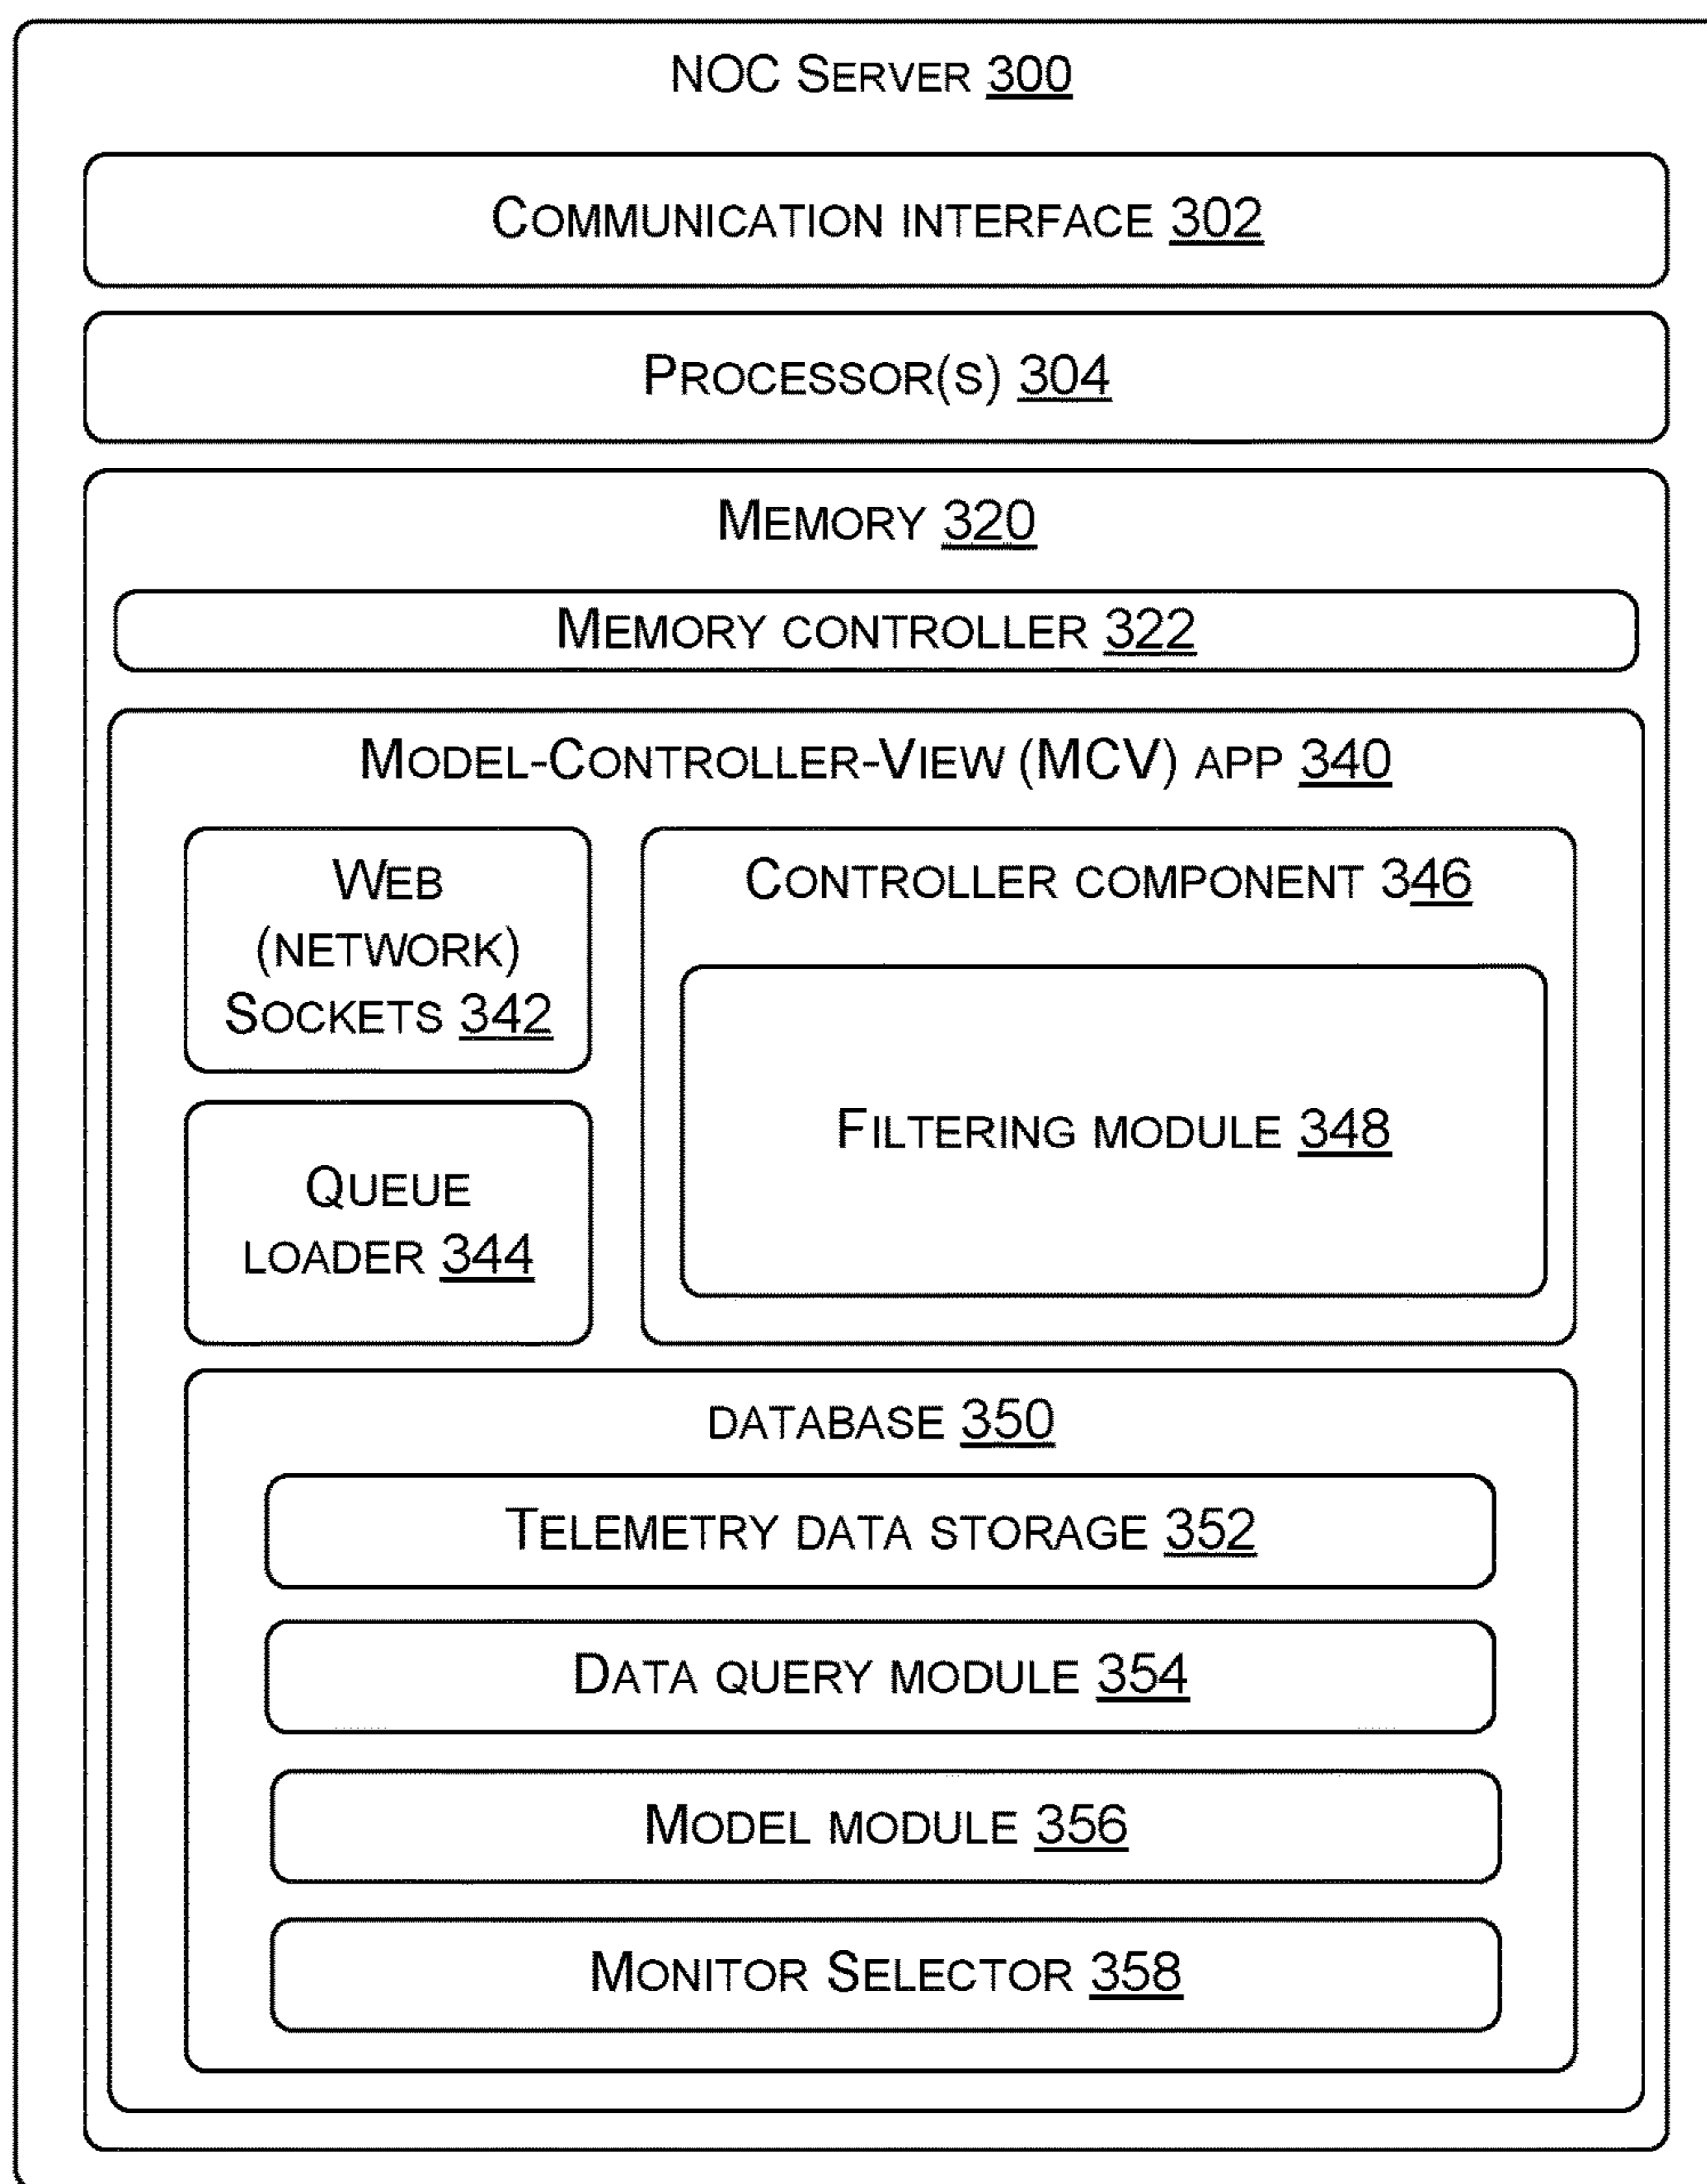 NOC SERVER 300
COMMUNICATION INTERFACE 302
PROCESSOR(S) 304
MEMORY 320
MEMORY CONTROLLER 322
MODEL-CONTROLLER-VIEW (MCV) APP 340
WEB
(NETWORK)
SOCKETS 342
QUEUE
LOADER 344
CONTROLLER COMPONENT 346
FILTERING MODULE 348
DATABASE 350
TELEMETRY DATA STORAGE 352
DATA QUERY MODULE 354
MODEL MODULE 356
MONITOR SELECTOR 358